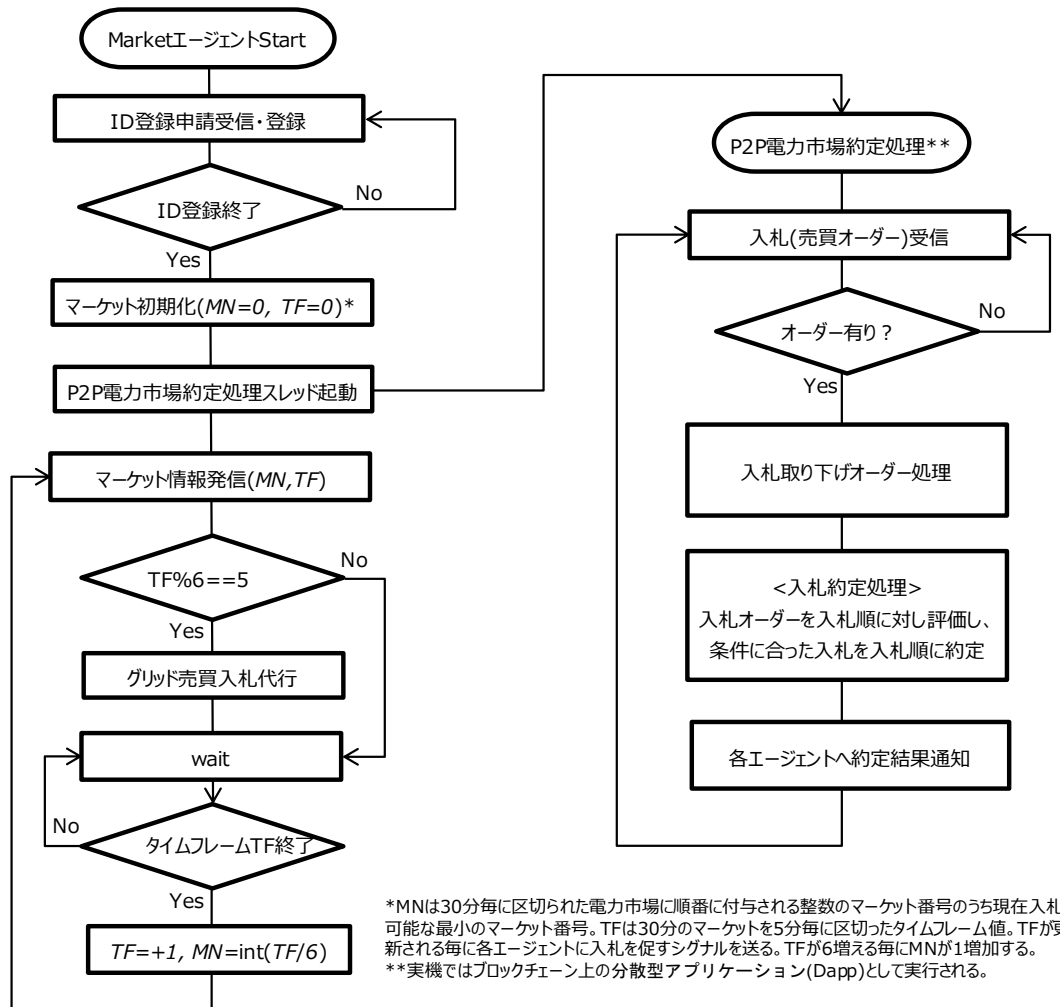 MarketエージェントStart
ID登録申請受信・登録
ID登録終了
No
Yes
マーケット初期化(MN=0, TF=0)*
P2P電力市場約定処理スレッド起動
マーケット情報発信(MN,TF)
TF%6==5
No
Yes
グリッド売買入札代行
wait
タイムフレームTF終了
No
Yes
TF=+1, MN=int(TF/6)
P2P電力市場約定処理**
入札(売買オーダー)受信
オーダー有り？
No
Yes
入札取り下げオーダー処理
<入札約定処理>
入札オーダーを入札順に対し評価し、
条件に合った入札を入札順に約定
各エージェントへ約定結果通知
*MNは30分毎に区切られた電力市場に順番に付与される整数のマーケット番号のうち現在入札
可能な最小のマーケット番号。TFは30分のマーケットを5分毎に区切ったタイムフレーム値。TFが更
新される毎に各エージェントに入札を促すシグナルを送る。TFが6増える毎にMNが1増加する。
**実機ではブロックチェーン上の分散型アプリケーション(Dapp)として実行される。